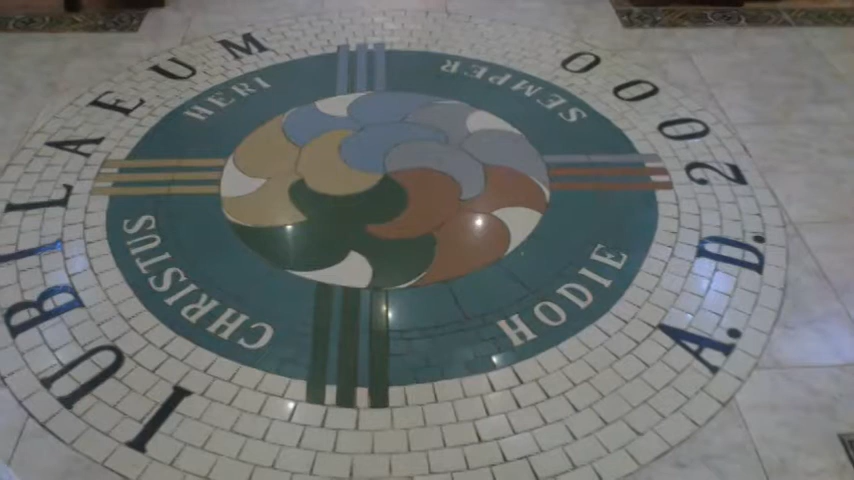 IUBILAEUM A.D. 2000
CHRISTUS HERI HODIE SEMPER